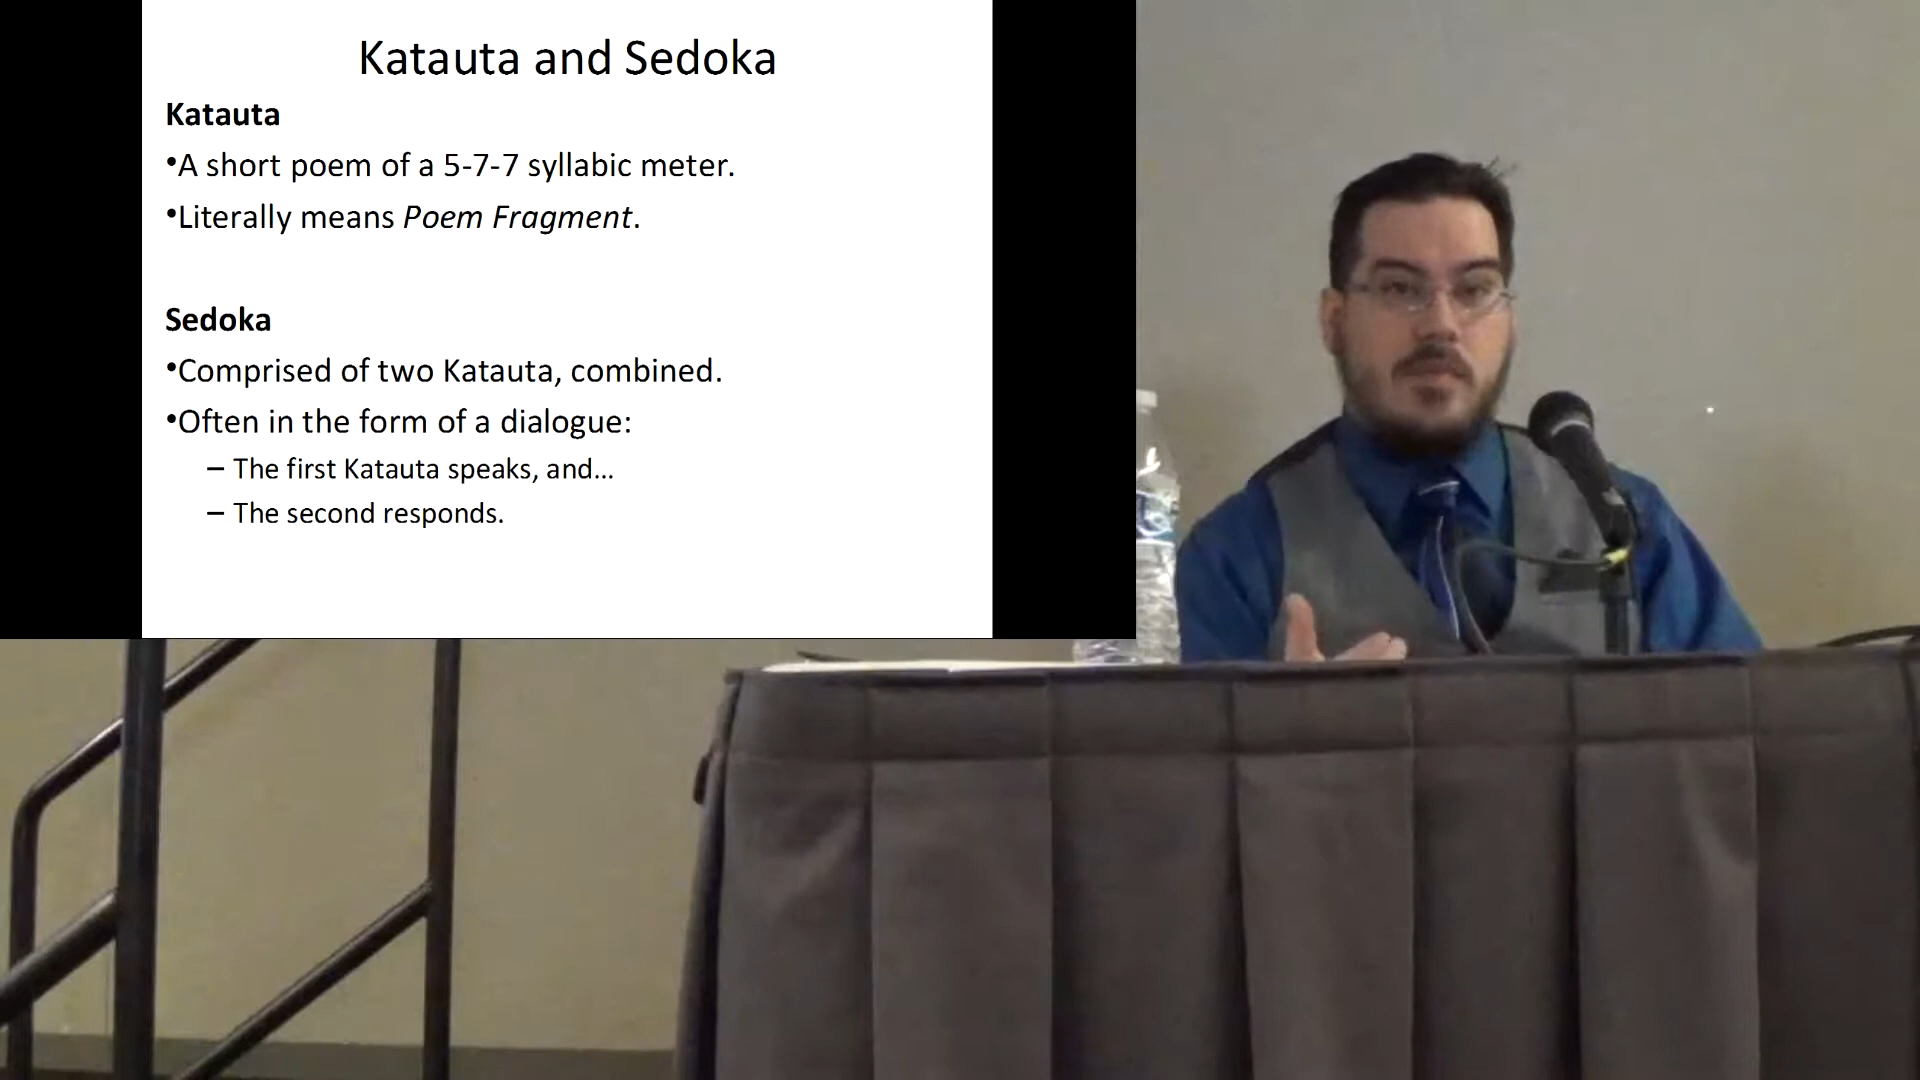 Katauta and Sedoka
Katauta
•A short poem of a 5-7-7 syllabic meter.
•Literally means Poem Fragment.
Sedoka
•Comprised of two Katauta, combined.
•Often in the form of a dialogue:
– The first Katauta speaks, and...
– The second responds.